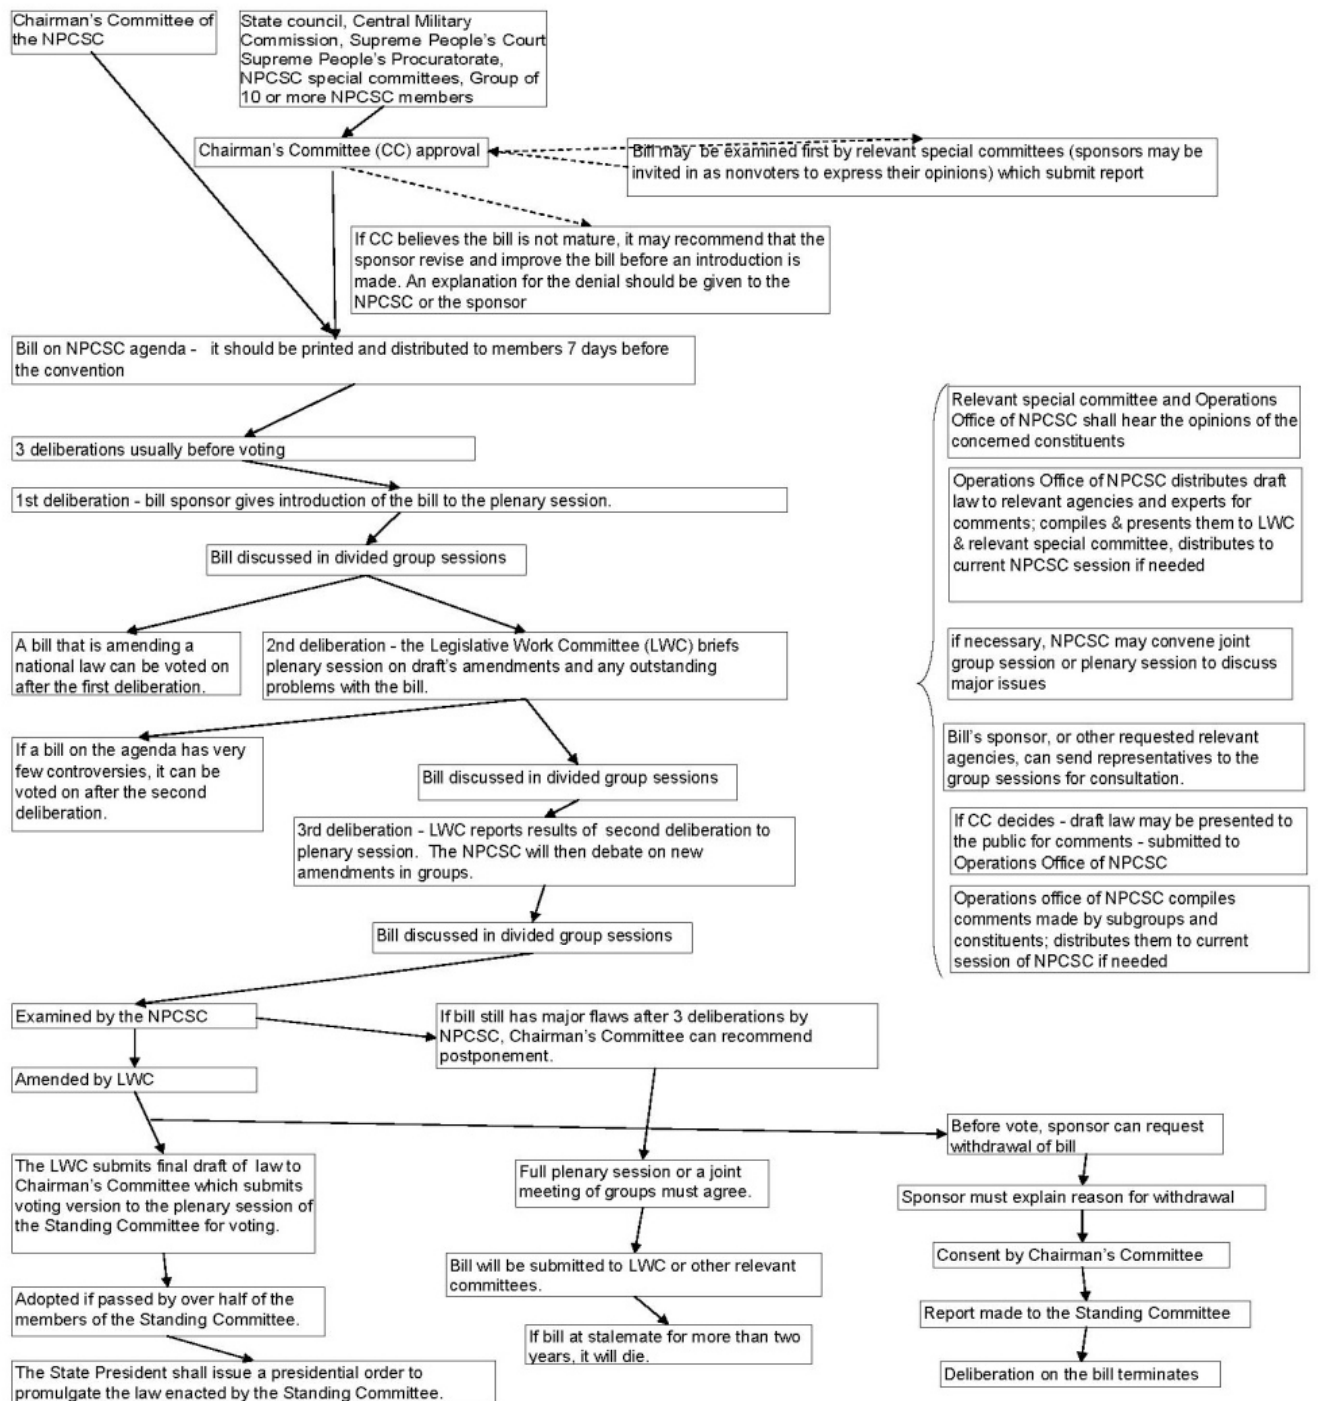 Chairman's Committee of
the NPCSC
State council, Central Military
Commission, Supreme People's Court
Supreme People's Procuratorate,
NPCSC special committees, Group of
10 or more NPCSC members
Chairman's Committee (CC) approval
Bill may be examined first by relevant special committees (sponsors may be
invited in as nonvoters to express their opinions) which submit report
If CC believes the bill is not mature, it may recommend that the
sponsor revise and improve the bill before an introduction is
made. An explanation for the denial should be given to the
NPCSC or the sponsor
Bill on NPCSC agenda - it should be printed and distributed to members 7 days before
the convention
3 deliberations usually before voting
1st deliberation - bill sponsor gives introduction of the bill to the plenary session.
Bill discussed in divided group sessions
A bill that is amending a
national law can be voted on
after the first deliberation.
2nd deliberation - the Legislative Work Committee (LWC) briefs
plenary session on draft's amendments and any outstanding
problems with the bill.
If a bill on the agenda has very
few controversies, it can be
voted on after the second
deliberation.
Bill discussed in divided group sessions
3rd deliberation - LWC reports results of second deliberation to
plenary session. The NPCSC will then debate on new
amendments in groups.
Bill discussed in divided group sessions
Relevant special committee and Operations
Office of NPCSC shall hear the opinions of the
concerned constituents
Operations Office of NPCSC distributes draft
law to relevant agencies and experts for
comments; compiles & presents them to LWC
& relevant special committee, distributes to
current NPCSC session if needed
if necessary, NPCSC may convene joint
group session or plenary session to discuss
major issues
Bill's sponsor, or other requested relevant
agencies, can send representatives to the
group sessions for consultation.
If CC decides - draft law may be presented to
the public for comments - submitted to
Operations Office of NPCSC
Operations office of NPCSC compiles
comments made by subgroups and
constituents; distributes them to current
session of NPCSC if needed
Examined by the NPCSC
If bill still has major flaws after 3 deliberations by
NPCSC, Chairman's Committee can recommend
postponement.
Amended by LWC
The LWC submits final draft of law to
Chairman's Committee which submits
voting version to the plenary session of
the Standing Committee for voting.
Adopted if passed by over half of the
members of the Standing Committee.
The State President shall issue a presidential order to
promulgate the law enacted by the Standing Committee.
Full plenary session or a joint
meeting of groups must agree.
Bill will be submitted to LWC or other relevant
committees.
If bill at stalemate for more than two
years, it will die.
Before vote, sponsor can request
withdrawal of bill
Sponsor must explain reason for withdrawal
Consent by Chairman's Committee
Report made to the Standing Committee
Deliberation on the bill terminates